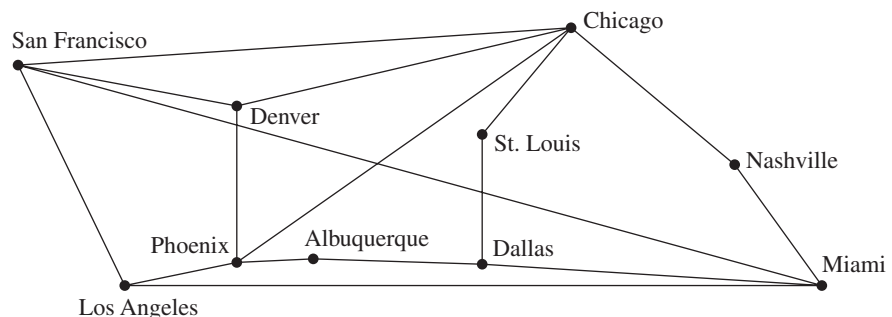 Chicago
San Francisco
Denver
St. Louis
Nashville
Phoenix
Albuquerque
Dallas
Miami
Los Angeles